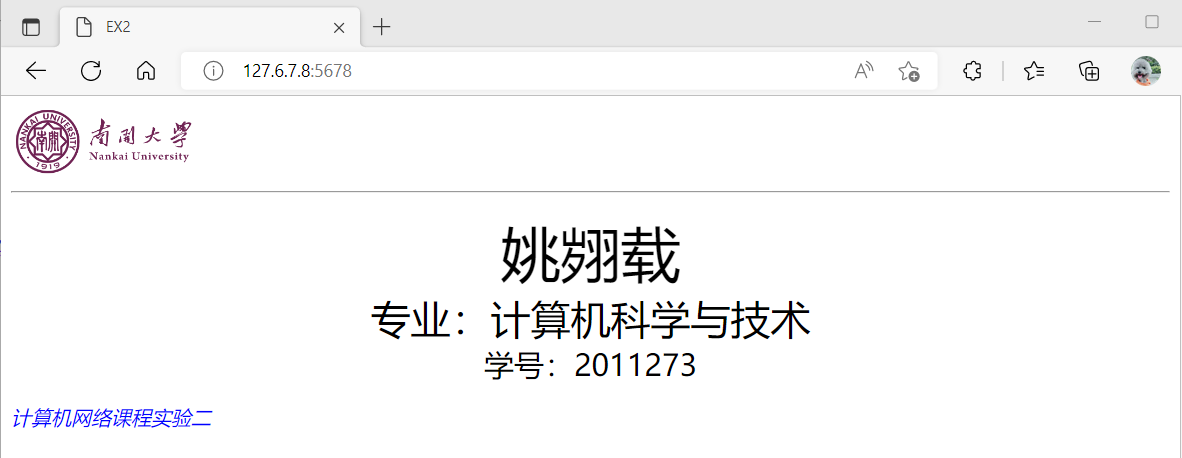 EX2
127.6.7.8:5678
NANKAI UNIVERSITY
南開
1919
南開大學
Nankai University
姚翙载
专业：计算机科学与技术
学号：2011273
计算机网络课程实验二